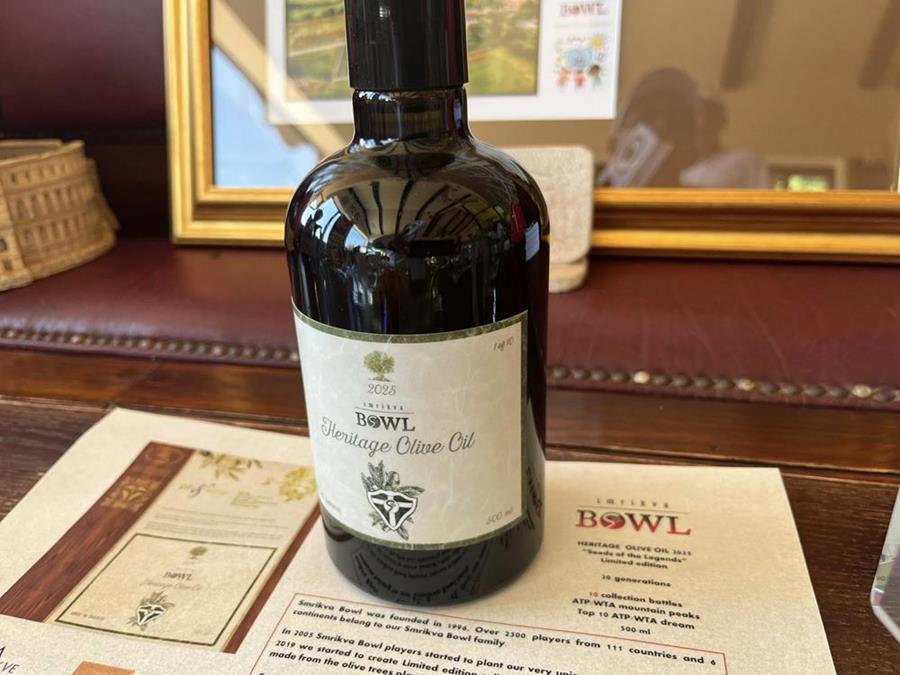 BOWL
1 of 10
2025
smrikva
BOWL
Heritage Olive Oil
500 ml
BOWL
Heritage Olive Oil
smrikva
BOWL
HERITAGE OLIVE OIL 2025
"Seeds of the Legends"
Limited edition
20 generations
10 collection bottles
ATP-WTA mountain peaks
Top 10 ATP-WTA dream
500 ml
Smrikva Bowl was founded in 1996. Over 2500 players from 111 countries and 6
continents belong to our Smrikva Bowl family.
In 2005 Smrikva Bowl players started to plant our very
2019 we started to create Limited edition
made from the olive trees